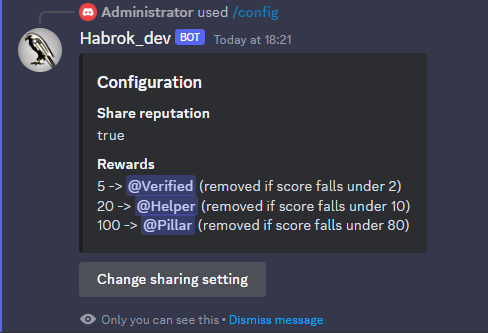 Administrator used /config
Habrok_dev BOT Today at 18:21
Configuration
Share reputation
true
Rewards
5 -> @Verified (removed if score falls under 2)
20 -> @Helper (removed if score falls under 10)
100 -> @Pillar (removed if score falls under 80)
Change sharing setting
Only you can see this • Dismiss message